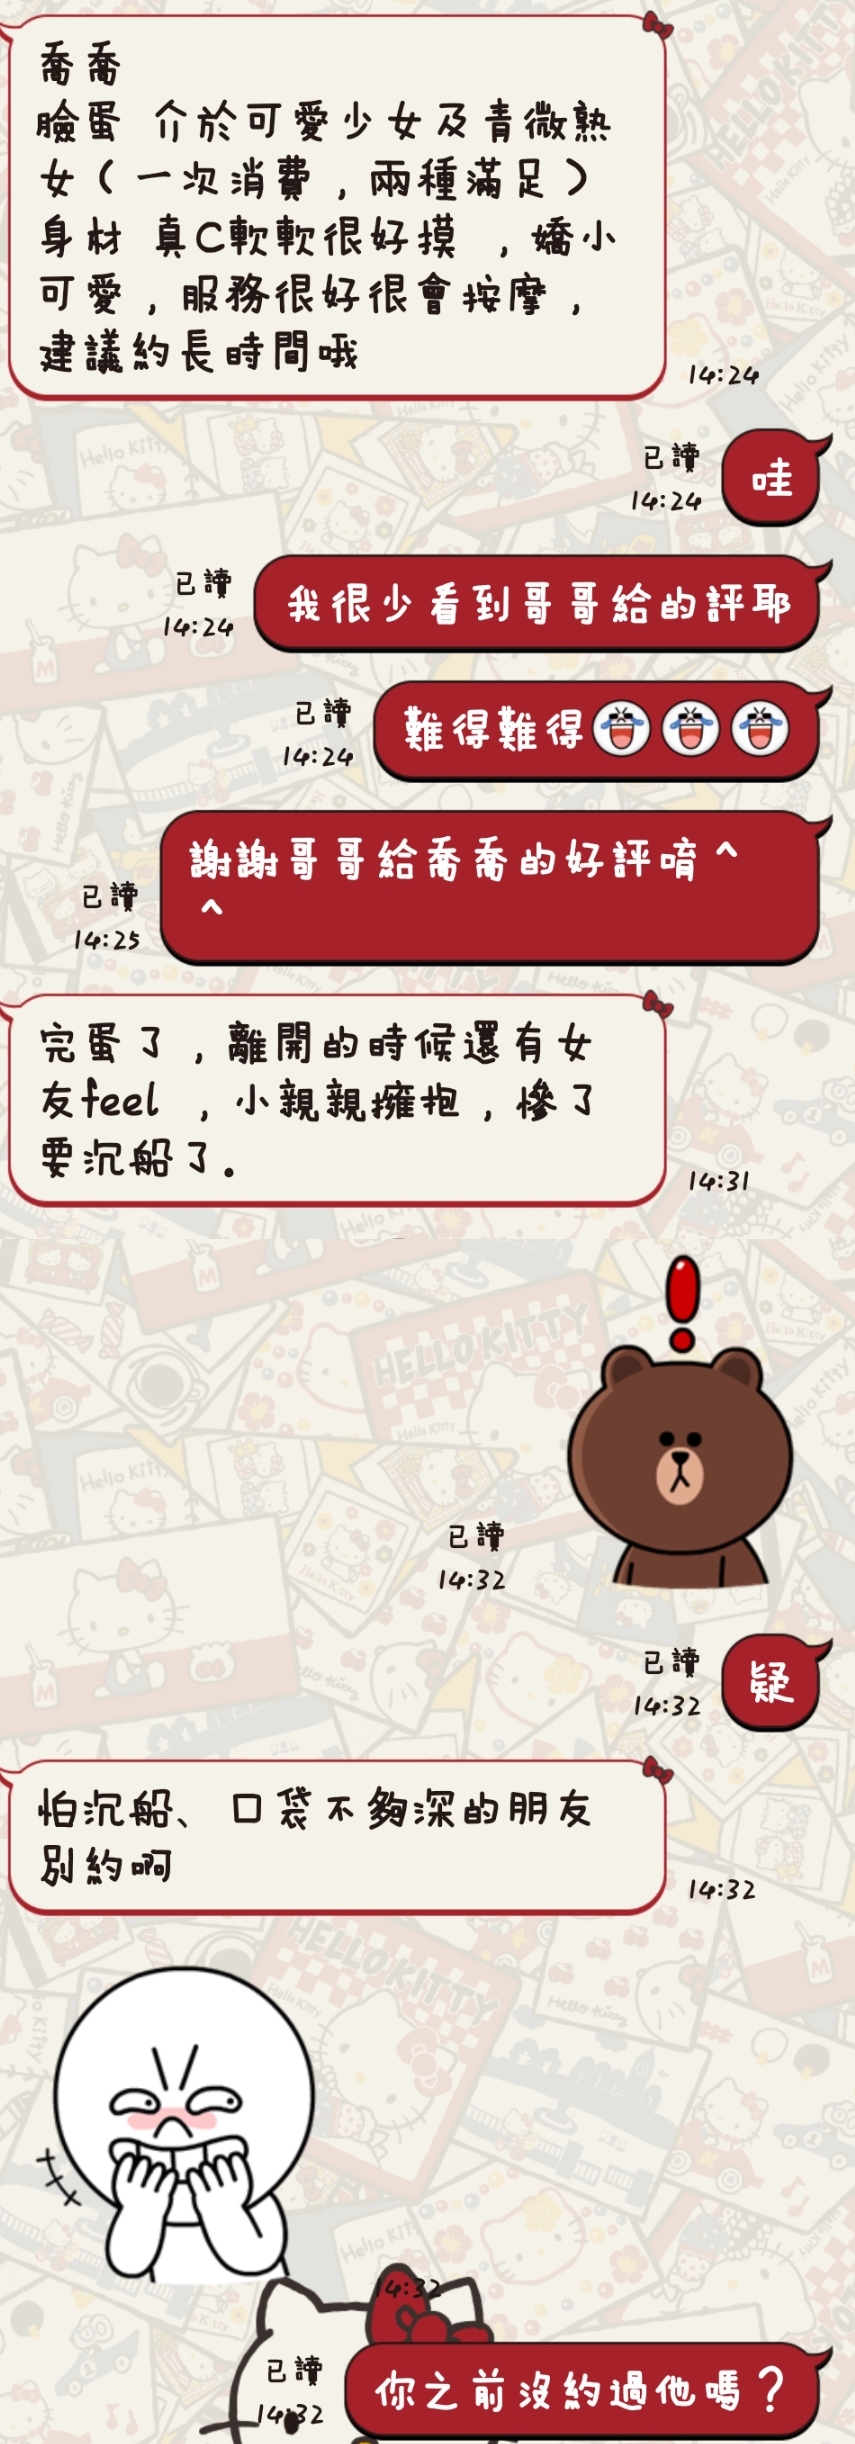 喬喬
臉蛋 介於可愛少女及青微熟
女(一次消費,兩種滿足)
身材 真C軟軟很好摸 ,嬌小
可愛,服務很好很會按摩,
建議約長時間哦
14:24
已讀
14:24
哇
已讀
14:24
我很少看到哥哥給的評耶
已讀
14:24
難得難得
謝謝哥哥給喬喬的好評唷^
^
已讀
14:25
完蛋了,離開的時候還有女
友feel ,小親親擁抱,慘了
要沉船了。
14:31
已讀
14:32
已讀
14:32
疑
怕沉船、 口袋不夠深的朋友
別約啊
14:32
14:32
已讀
14:32
你之前沒約過他嗎?
HELLO KITTY
Hello Kitty